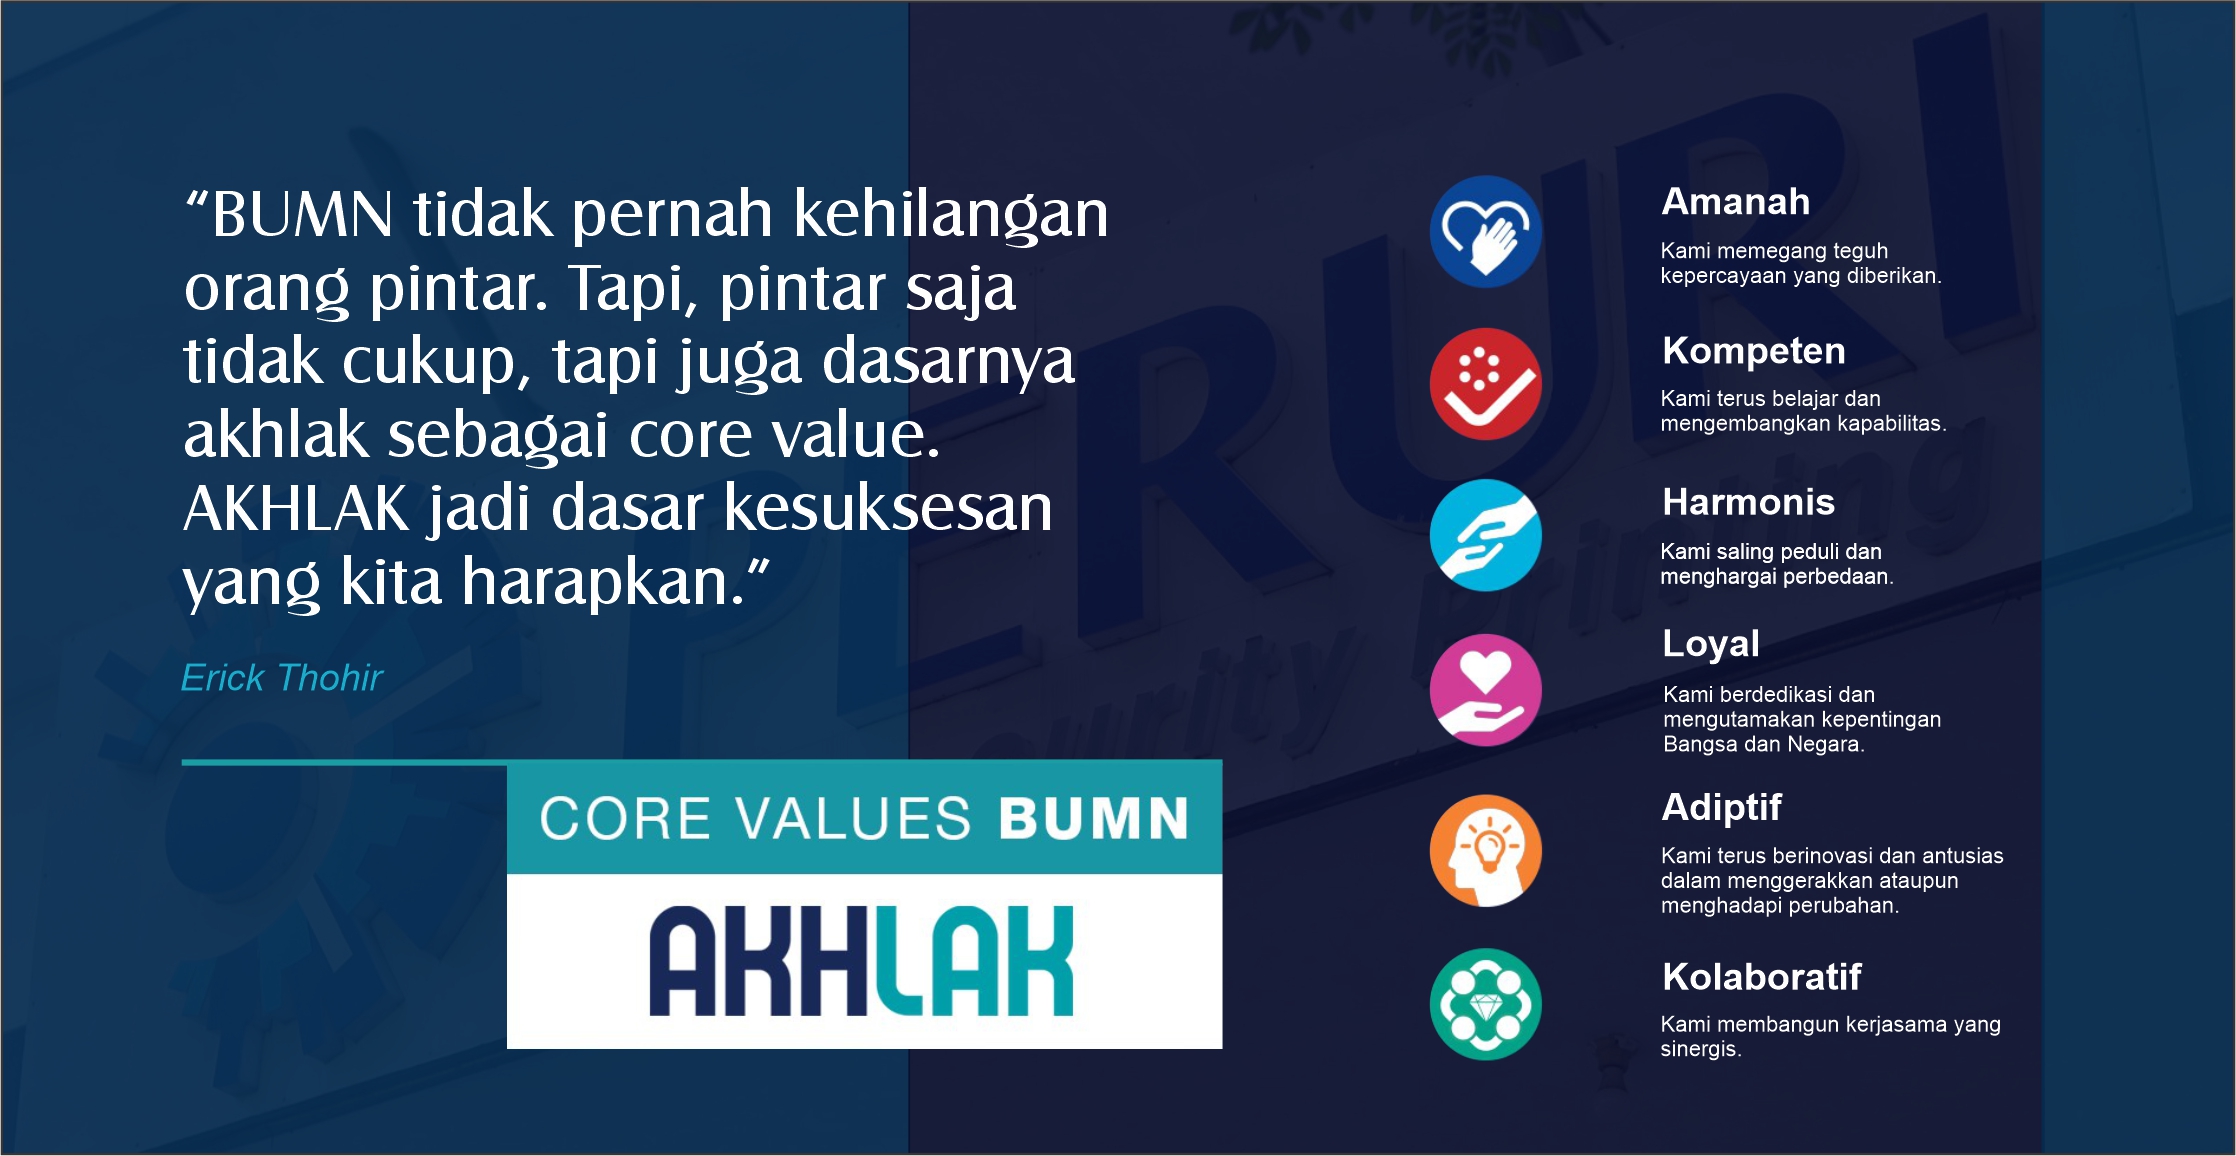 “BUMN tidak pernah kehilangan
orang pintar. Tapi, pintar saja
tidak cukup, tapi juga dasarnya
akhlak sebagai core value.
AKHLAK jadi dasar kesuksesan
yang kita harapkan.”
Erick Thohir
CORE VALUES BUMN
AKHLAK
Amanah
Kami memegang teguh
kepercayaan yang diberikan.
Kompeten
Kami terus belajar dan
mengembangkan kapabilitas.
Harmonis
Kami saling peduli dan
menghargai perbedaan.
Loyal
Kami berdedikasi dan
mengutamakan kepentingan
Bangsa dan Negara.
Adiptif
Kami terus berinovasi dan antusias
dalam menggerakkan ataupun
menghadapi perubahan.
Kolaboratif
Kami membangun kerjasama yang
sinergis.
PERURI
Security Printing